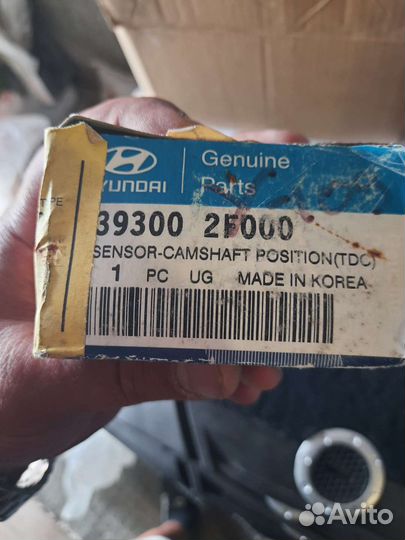 HYUNDAI
Genuine
Parts
39300 2F000
SENSOR-CAMSHAFT POSITION(TDC)
1 PC UG MADE IN KOREA
Avito